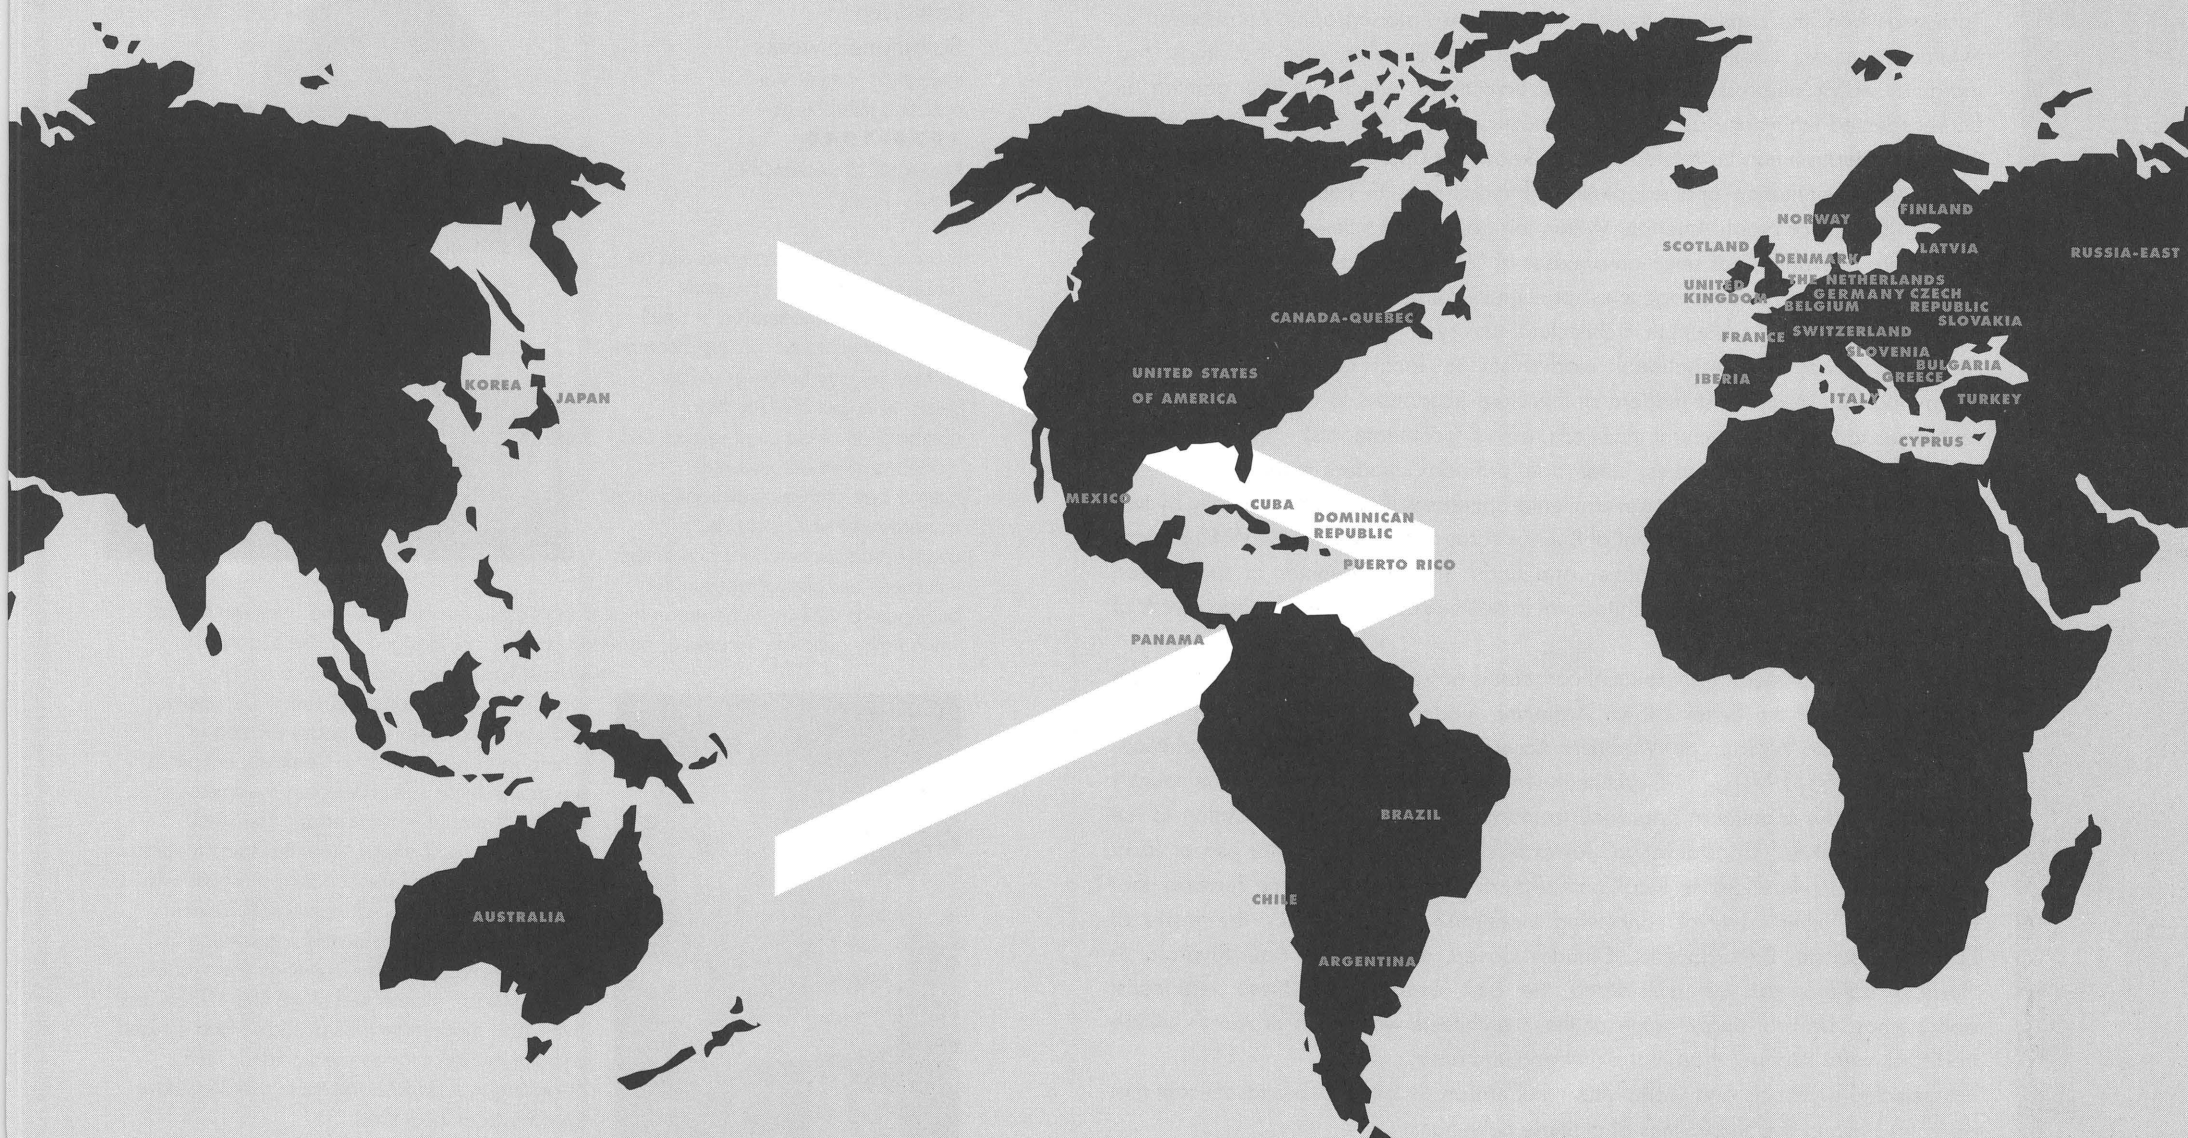 KOREA
JAPAN
AUSTRALIA
CANADA-QUEBEC
UNITED STATES
OF AMERICA
MEXICO
CUBA
DOMINICAN
REPUBLIC
PUERTO RICO
PANAMA
BRAZIL
CHILE
ARGENTINA
NORWAY
FINLAND
SCOTLAND
LATVIA
DENMARK
RUSSIA-EAST
THE NETHERLANDS
UNITED
KINGDOM
GERMANY
CZECH
REPUBLIC
BELGIUM
SLOVAKIA
FRANCE
SWITZERLAND
SLOVENIA
BULGARIA
IBERIA
GREECE
ITALY
TURKEY
CYPRUS